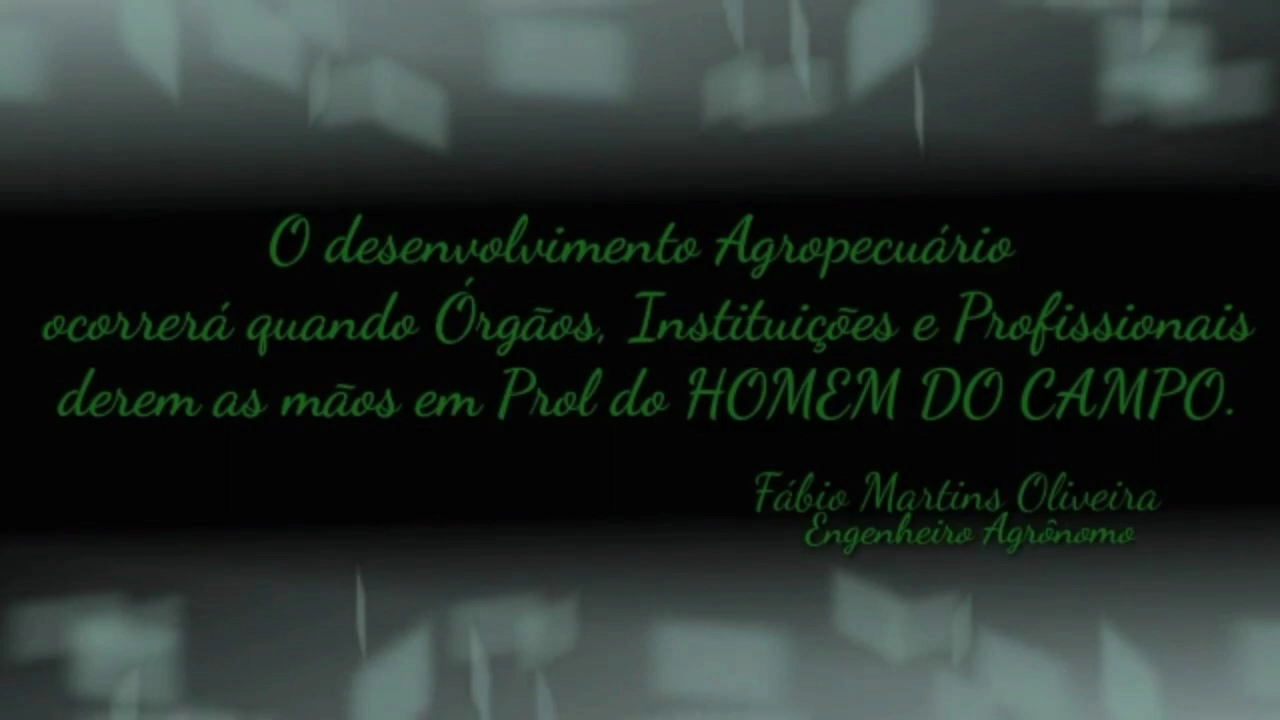 O desenvolvimento Agropecuário
ocorrerá quando Órgãos, Instituições e Profissionais
derem as mãos em Prol do HOMEM DO CAMPO.
Fábio Martins Oliveira
Engenheiro Agrônomo